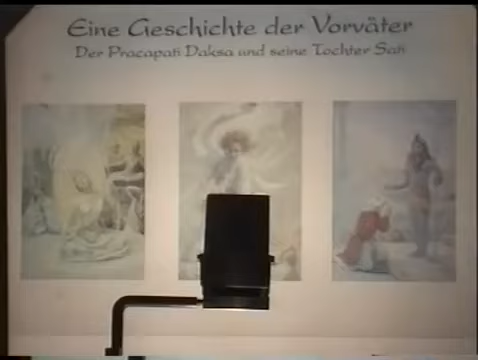 Eine Geschichte der Vorväter
Der Pracapati Daksa und seine Tochter Sati